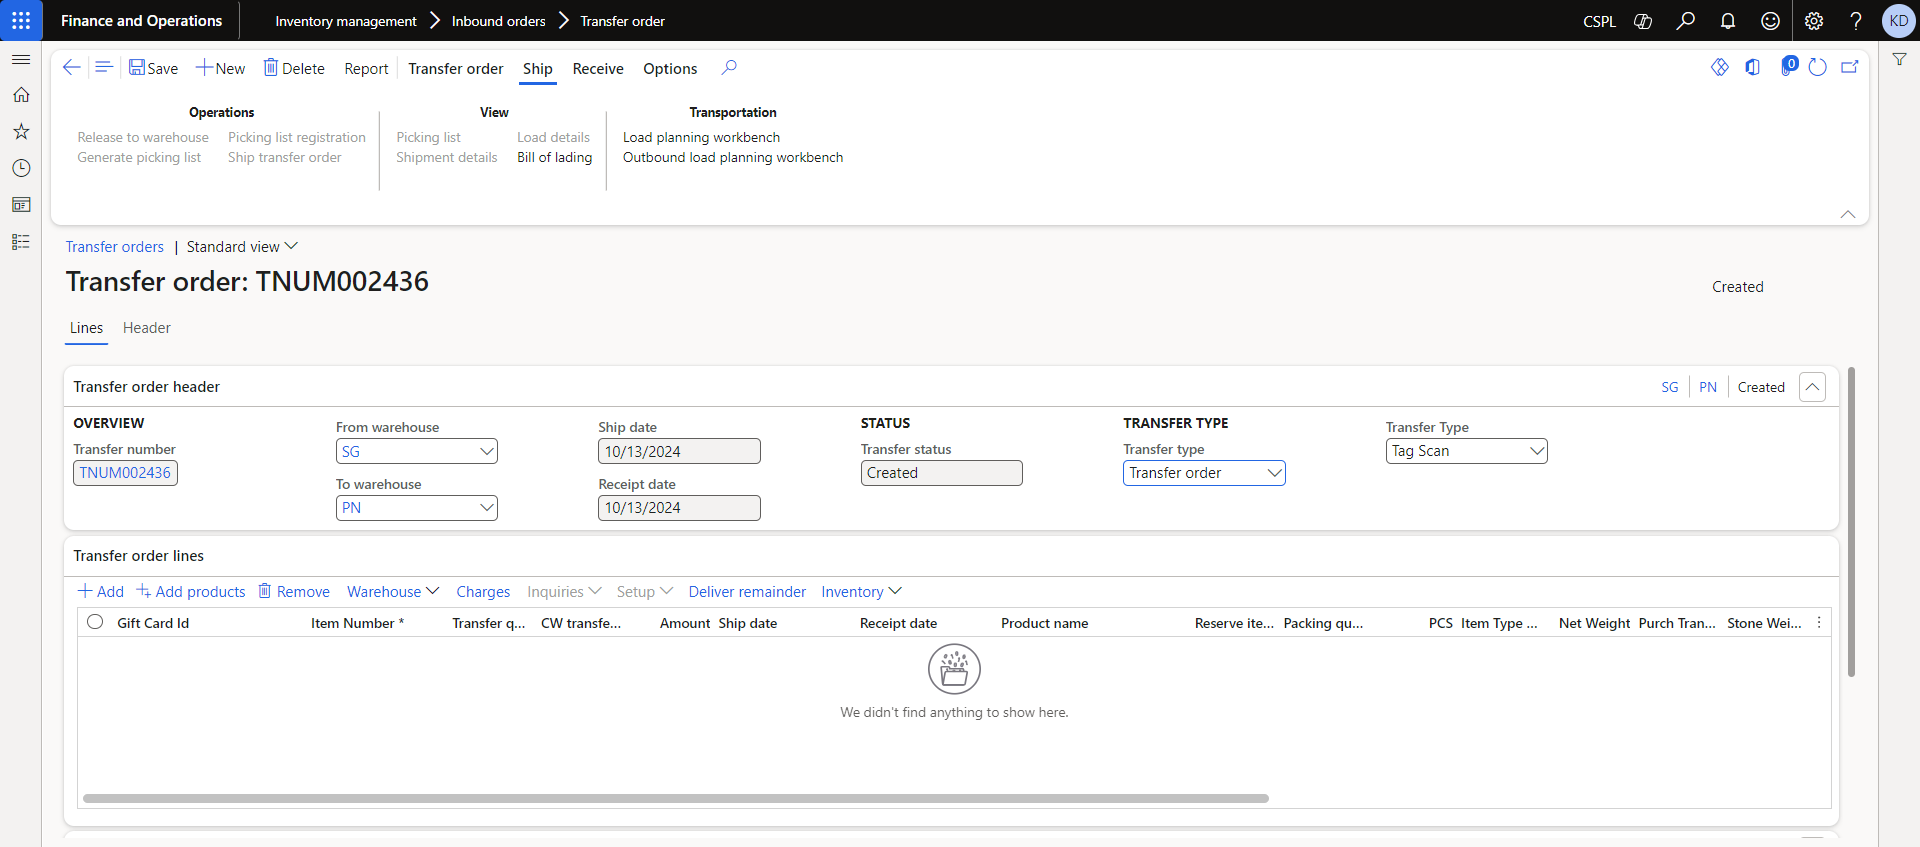 Finance and Operations
Inventory management
Inbound orders
Transfer order
CSPL
KD
Save
New
Delete
Report
Transfer order
Ship
Receive
Options
0
Operations
Release to warehouse
Picking list registration
Generate picking list
Ship transfer order
View
Picking list
Load details
Shipment details
Bill of lading
Transportation
Load planning workbench
Outbound load planning workbench
Transfer orders | Standard view
Transfer order: TNUM002436
Created
Lines
Header
Transfer order header
SG
PN
Created
OVERVIEW
Transfer number
TNUM002436
From warehouse
SG
To warehouse
PN
Ship date
10/13/2024
Receipt date
10/13/2024
STATUS
Transfer status
Created
TRANSFER TYPE
Transfer type
Transfer order
Transfer Type
Tag Scan
Transfer order lines
Add
Add products
Remove
Warehouse
Charges
Inquiries
Setup
Deliver remainder
Inventory
Gift Card Id
Item Number *
Transfer q...
CW transfe...
Amount
Ship date
Receipt date
Product name
Reserve ite...
Packing qu...
PCS
Item Type ...
Net Weight
Purch Tran...
Stone Wei...
We didn't find anything to show here.